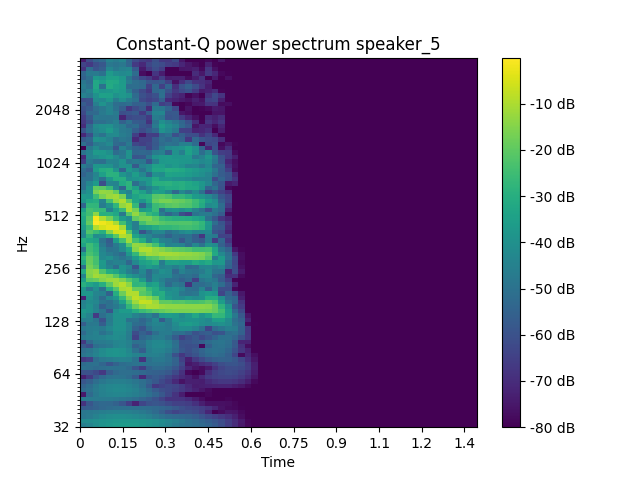 Constant-Q power spectrum speaker_5
Hz
2048
1024
512
256
128
64
32
0 0.15 0.3 0.45 0.6 0.75 0.9 1.1 1.2 1.4
Time
-10 dB
-20 dB
-30 dB
-40 dB
-50 dB
-60 dB
-70 dB
-80 dB